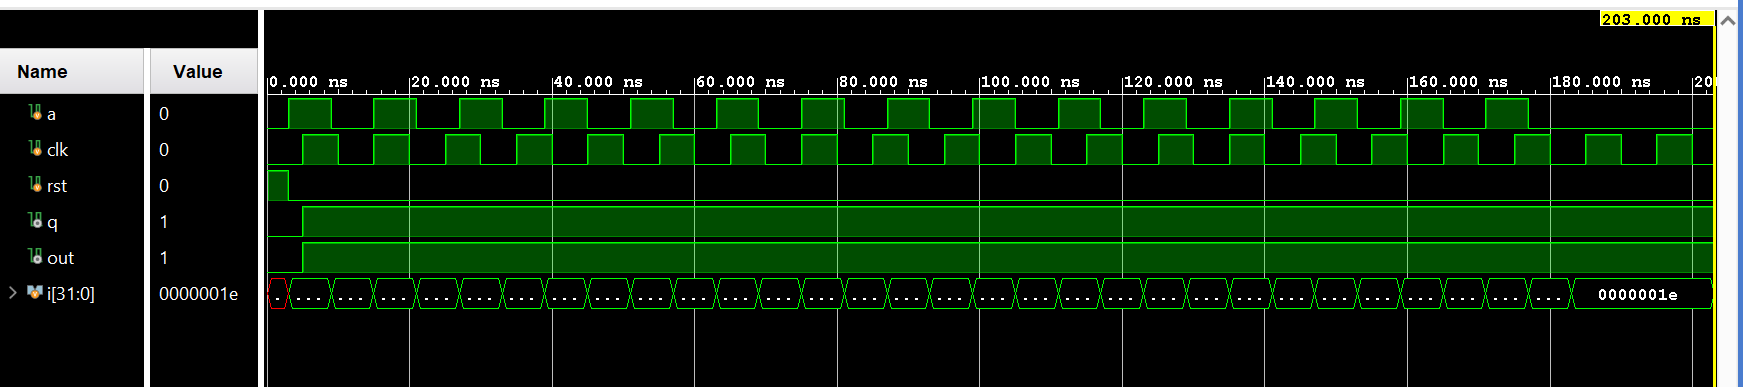 203.000 ns
Name Value
0.000 ns 20.000 ns 40.000 ns 60.000 ns 80.000 ns 100.000 ns 120.000 ns 140.000 ns 160.000 ns 180.000 ns 20
a 0
clk 0
rst 0
q 1
out 1
i[31:0] 0000001e .. ... ... ... ... ... ... ... ... ... ... ... ... ... ... ... ... ... ... ... ... ... ... ... ... ... ... ... ... ... 0000001e